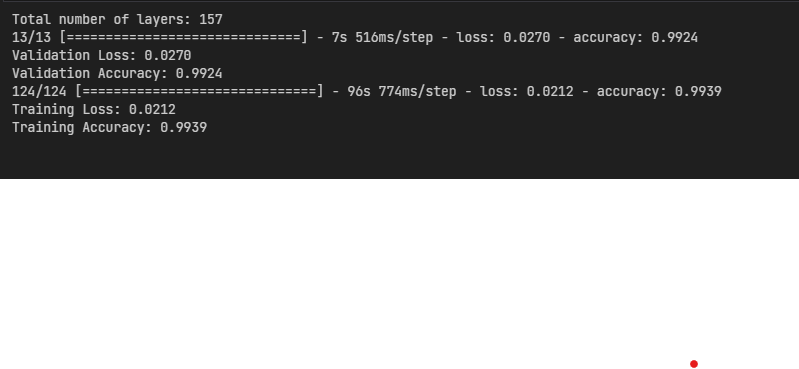 Total number of layers: 157
13/13 [==============================] - 7s 516ms/step - loss: 0.0270 - accuracy: 0.9924
Validation Loss: 0.0270
Validation Accuracy: 0.9924
124/124 [==============================] - 96s 774ms/step - loss: 0.0212 - accuracy: 0.9939
Training Loss: 0.0212
Training Accuracy: 0.9939